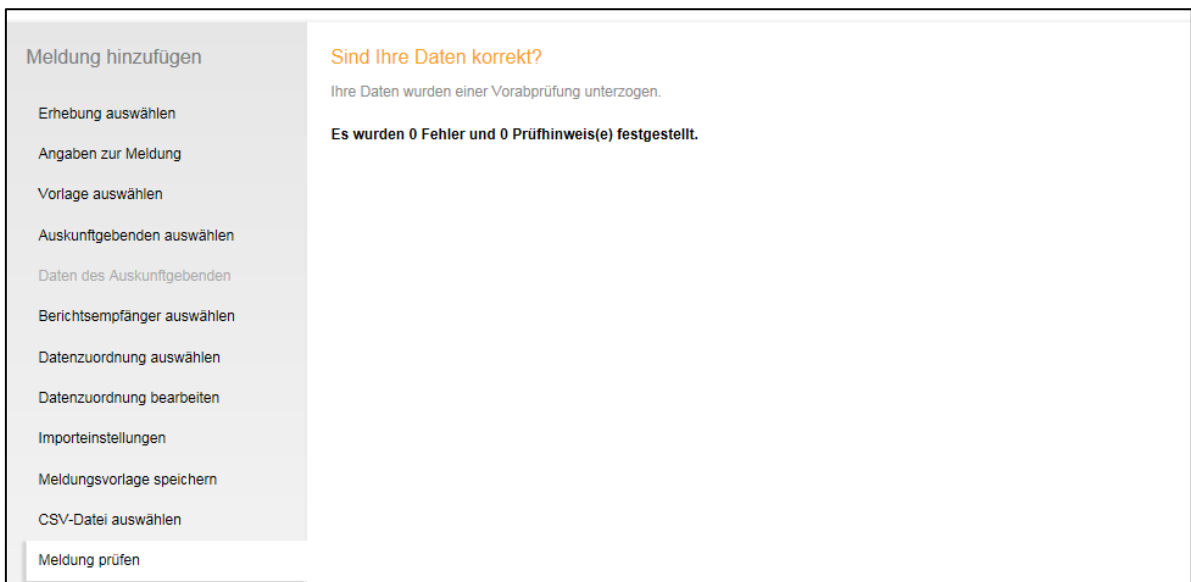 Meldung hinzufügen
Erhebung auswählen
Angaben zur Meldung
Vorlage auswählen
Auskunftgebenden auswählen
Daten des Auskunftgebenden
Berichtsempfänger auswählen
Datenzuordnung auswählen
Datenzuordnung bearbeiten
Importeinstellungen
Meldungsvorlage speichern
CSV-Datei auswählen
Meldung prüfen
Sind Ihre Daten korrekt?
Ihre Daten wurden einer Vorabprüfung unterzogen.
Es wurden 0 Fehler und 0 Prüfhinweis(e) festgestellt.